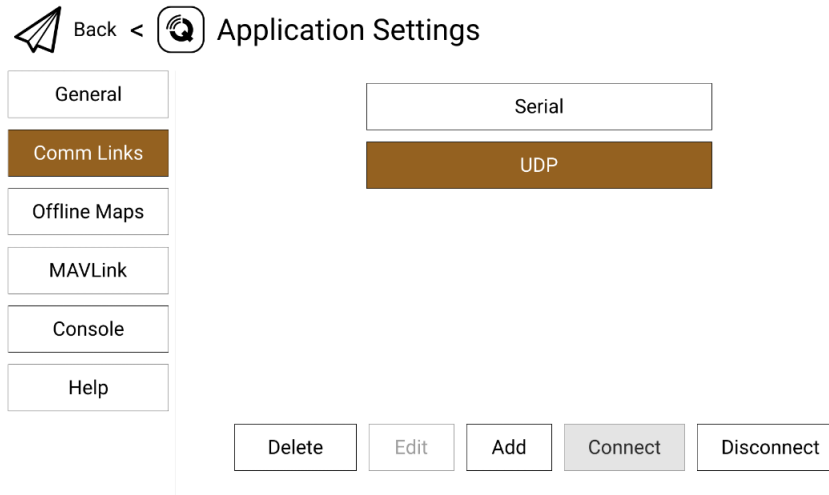 Back < Application Settings
General
Comm Links
Offline Maps
MAVLink
Console
Help
Serial
UDP
Delete Edit Add Connect Disconnect